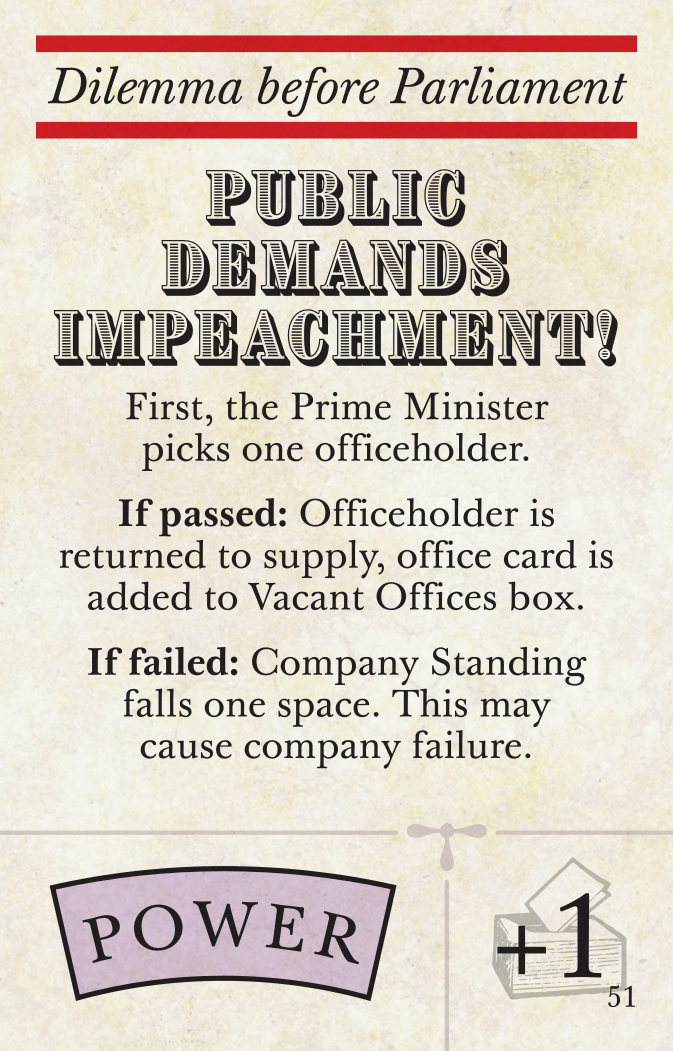 Dilemma before Parliament
PUBLIC
DEMANDS
IMPEACHMENT!
First, the Prime Minister
picks one officeholder.
If passed: Officeholder is
returned to supply, office card is
added to Vacant Offices box.
If failed: Company Standing
falls one space. This may
cause company failure.
POWER
+1
51